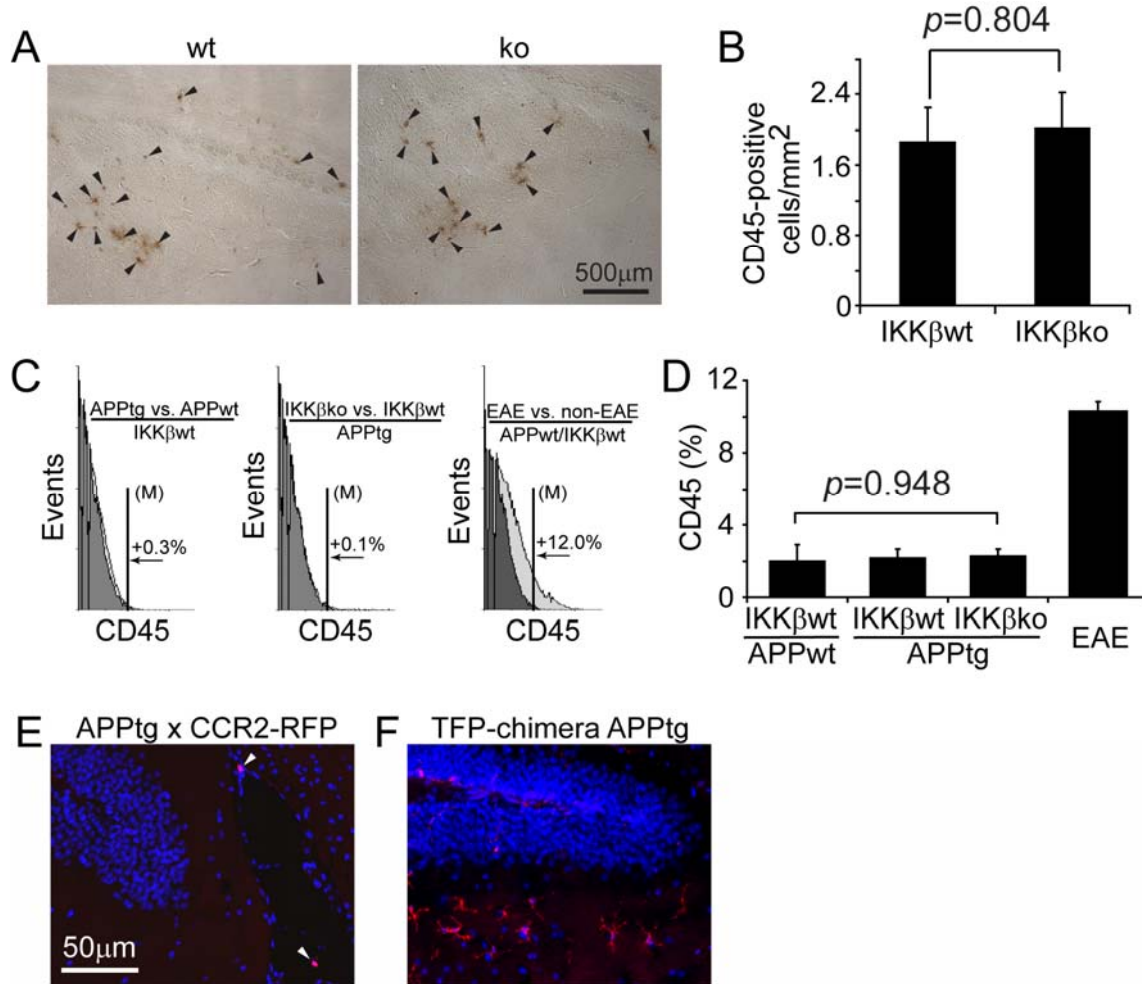 A
wt
ko
500μm
B
p=0.804
CD45-positive
cells/mm2
2.4
1.6
0.8
0
IKKβwt
IKKβko
C
Events
APPtg vs. APPwt
IKKβwt
(M)
+0.3%
CD45
IKKβko vs. IKKβwt
APPtg
(M)
+0.1%
CD45
Events
EAE vs. non-EAE
APPwt/IKKβwt
(M)
+12.0%
CD45
D
CD45 (%)
12
8
4
0
p=0.948
IKKβwt
IKKβwt
IKKβko
APPwt
APPtg
EAE
E
APPtg x CCR2-RFP
50μm
F
TFP-chimera APPtg